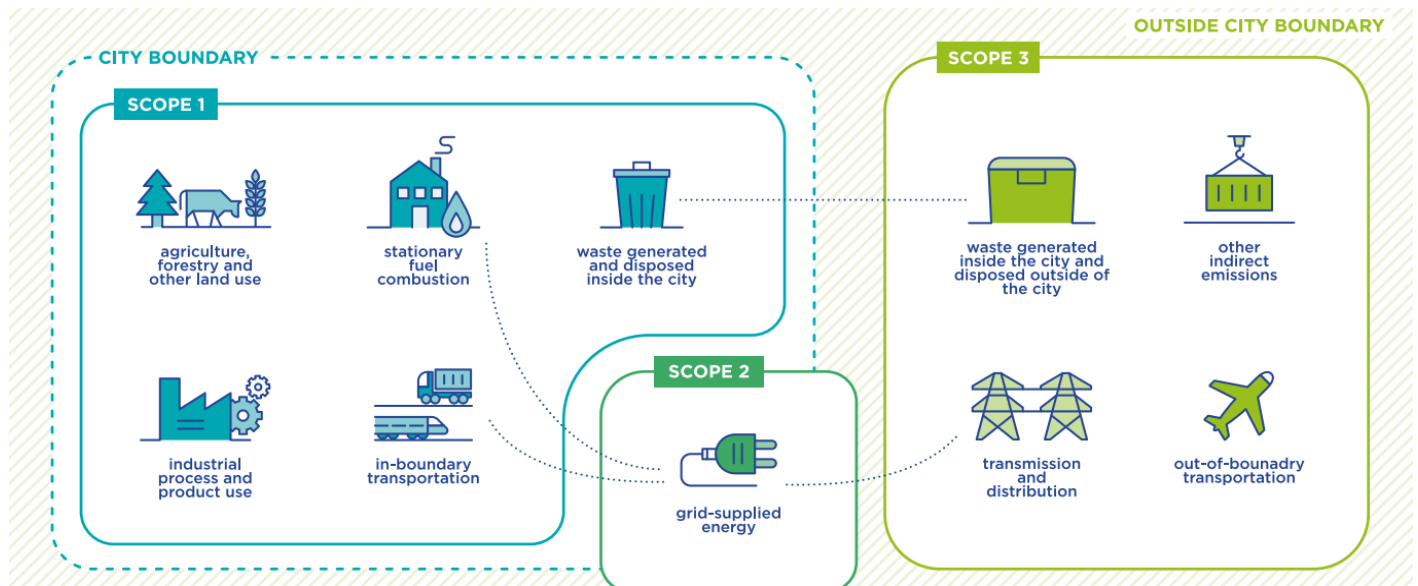 OUTSIDE CITY BOUNDARY
CITY BOUNDARY
SCOPE 1
agriculture,
forestry and
other land use
stationary
fuel
combustion
waste generated
and disposed
inside the city
industrial
process and
product use
in-boundary
transportation
SCOPE 2
grid-supplied
energy
SCOPE 3
waste generated
inside the city and
disposed outside of
the city
other
indirect
emissions
transmission
and
distribution
out-of-bounadry
transportation